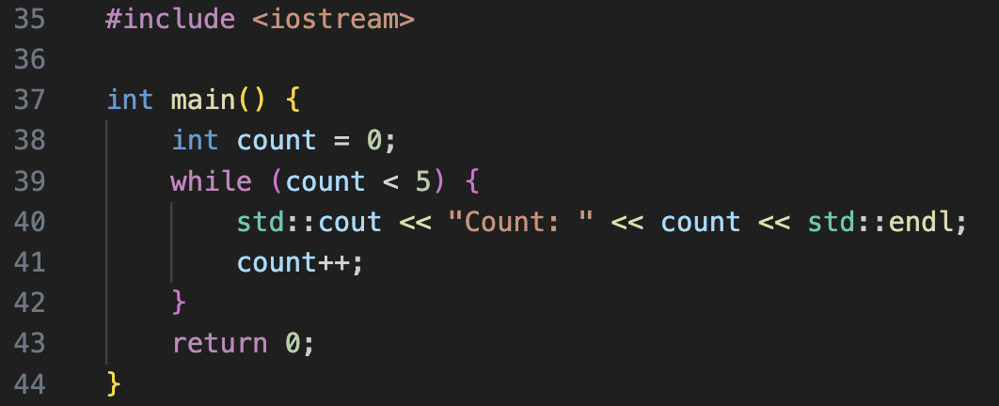 35 #include <iostream>
36
37 int main() {
38     int count = 0;
39     while (count < 5) {
40         std::cout << "Count: " << count << std::endl;
41         count++;
42     }
43     return 0;
44 }